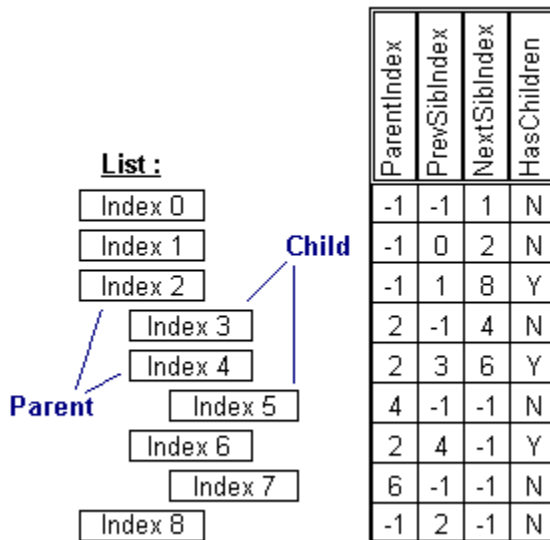 ParentIndex PrevSibIndex NextSibIndex HasChildren
List :
Index 0 -1 -1 1 N
Index 1 Child -1 0 2 N
Index 2 -1 1 8 Y
Index 3 2 -1 4 N
Index 4 2 3 6 Y
Parent Index 5 4 -1 -1 N
Index 6 2 4 -1 Y
Index 7 6 -1 -1 N
Index 8 -1 2 -1 N